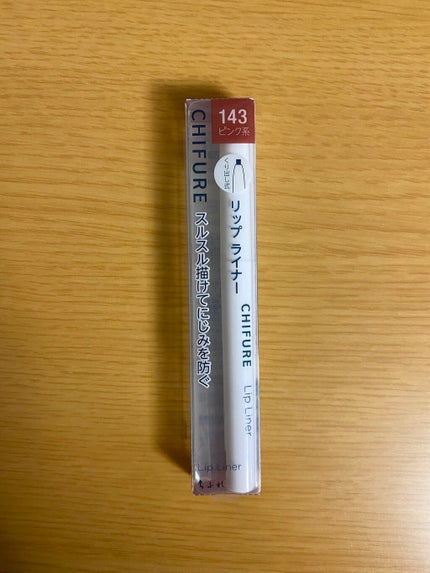 143
ピンク系
くり出し式
CHIFURE
スルスル描けてにじみを防ぐ
リップ ライナー
CHIFURE
Lip Liner
Lip Liner
ちふれ